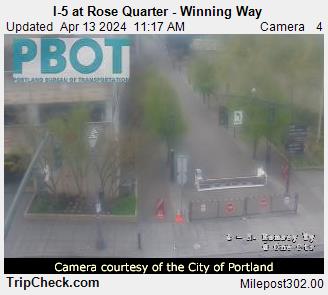 I-5 at Rose Quarter - Winning Way
Updated Apr 13 2024 11:17 AM Camera 4
PBOT
PORTLAND BUREAU OF TRANSPORTATION
Camera courtesy of the City of Portland
TripCheck.com Milepost302.00